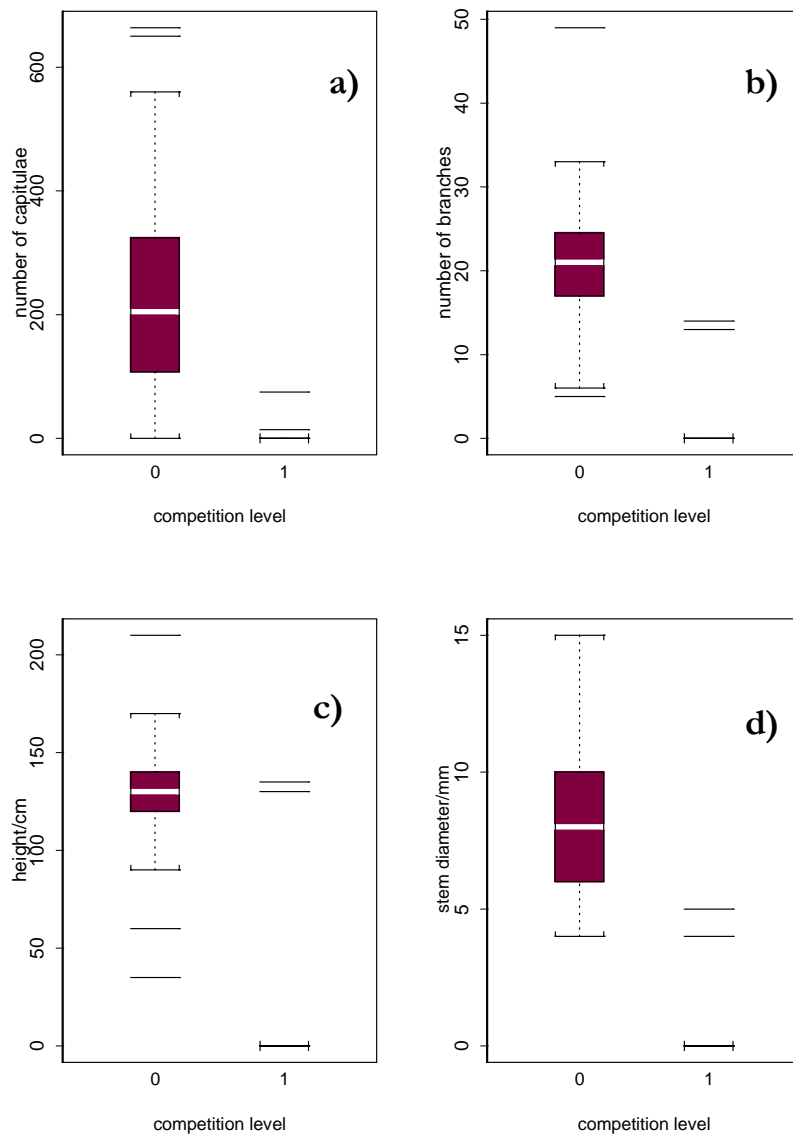 a)
number of capitulae
600
400
200
0
0 1
competition level
b)
number of branches
50
40
30
20
10
0
0 1
competition level
c)
height/cm
200
150
100
50
0
0 1
competition level
d)
stem diameter/mm
15
10
5
0
0 1
competition level